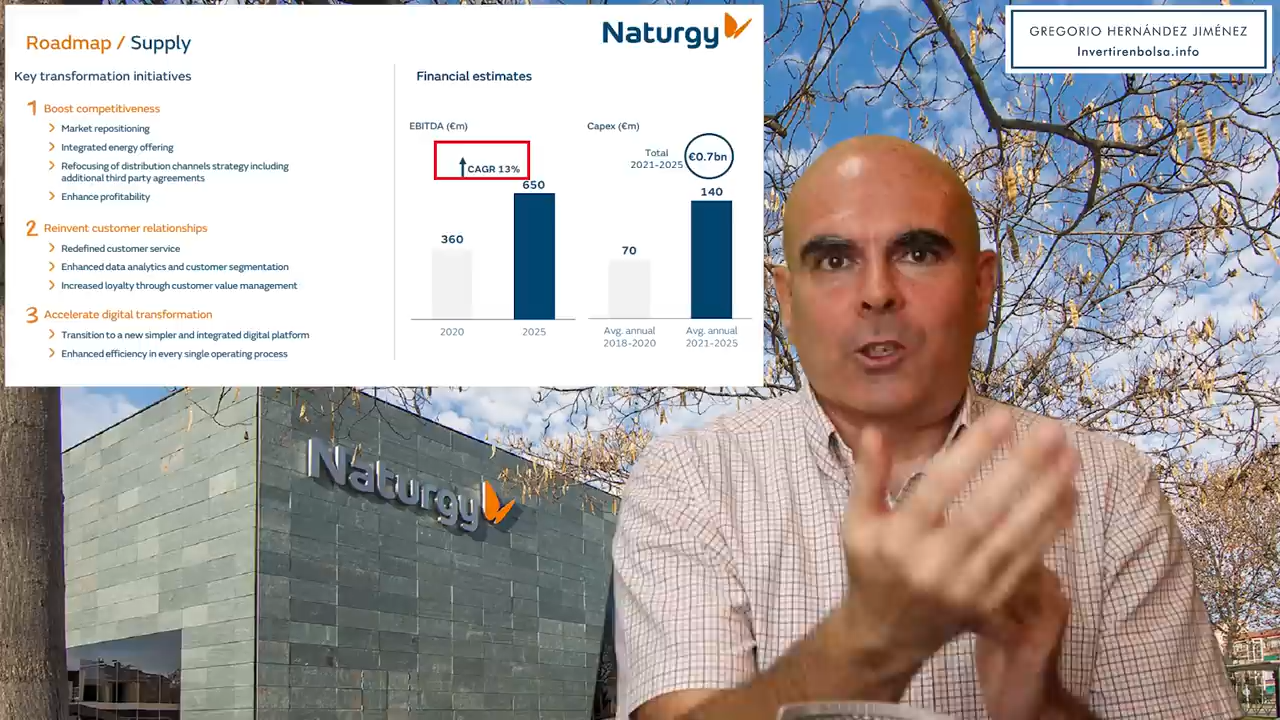 Naturgy
Roadmap / Supply
Key transformation initiatives
1 Boost competitiveness
Market repositioning
Integrated energy offering
Refocusing of distribution channels strategy including
additional third party agreements
Enhance profitability
2 Reinvent customer relationships
Redefined customer service
Enhanced data analytics and customer segmentation
Increased loyalty through customer value management
3 Accelerate digital transformation
Transition to a new simpler and integrated digital platform
Enhanced efficiency in every single operating process
Financial estimates
EBITDA (€m)
CAGR 13%
360
650
2020
2025
Capex (€m)
Total
2021-2025
€0.7bn
70
140
Avg. annual
2018-2020
Avg. annual
2021-2025
GREGORIO HERNÁNDEZ JIMÉNEZ
Invertirenbolsa.info
Naturgy